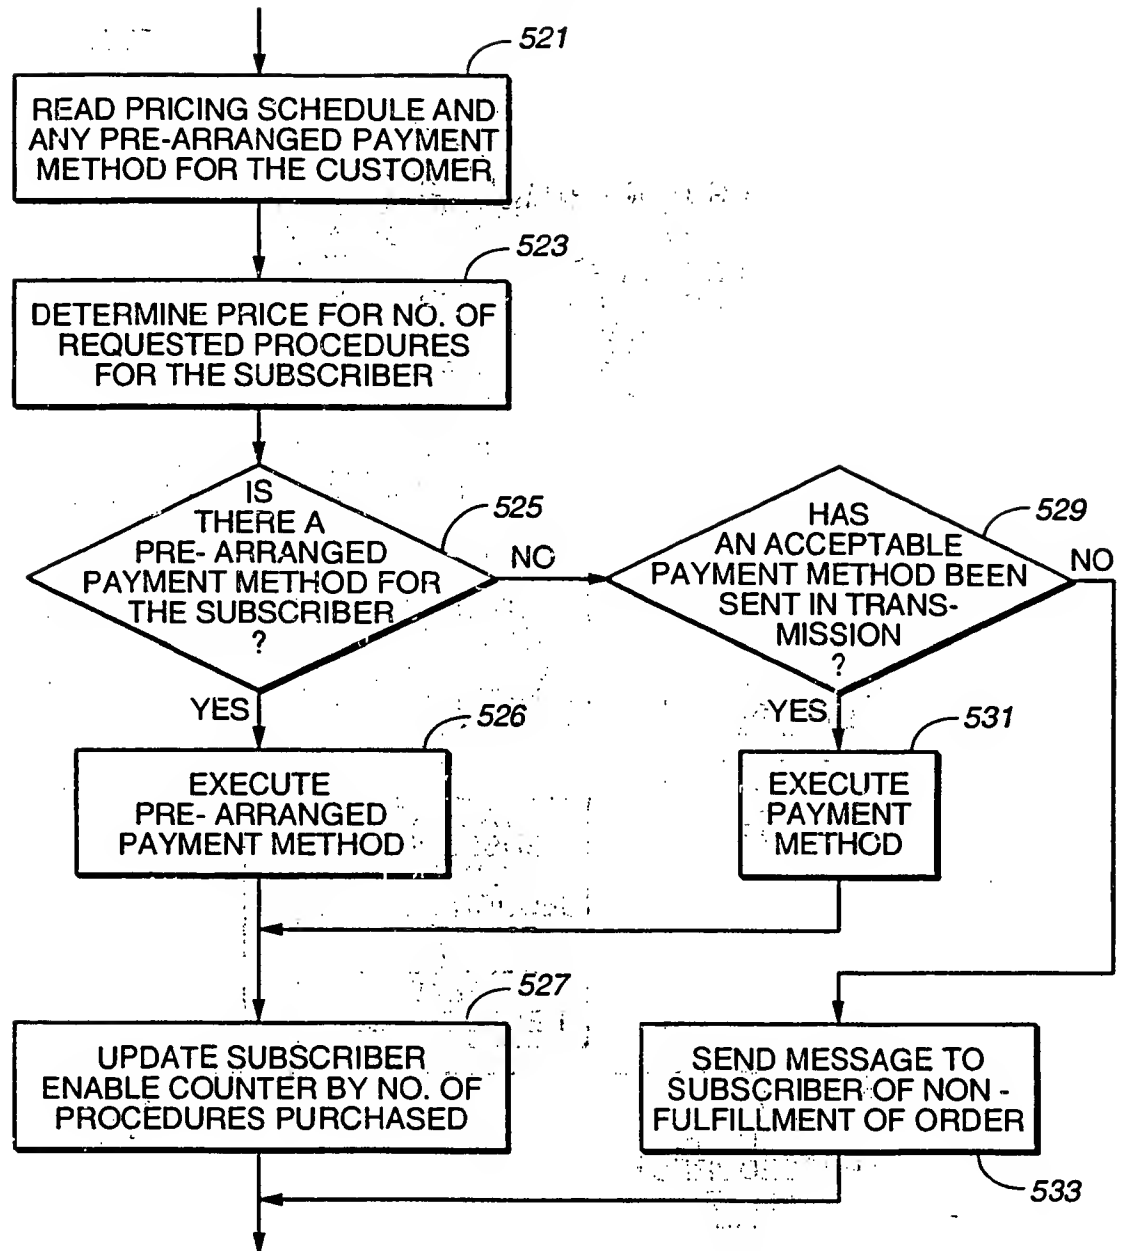 521
READ PRICING SCHEDULE AND
ANY PRE-ARRANGED PAYMENT
METHOD FOR THE CUSTOMER
523
DETERMINE PRICE FOR NO. OF
REQUESTED PROCEDURES
FOR THE SUBSCRIBER
IS
THERE A
PRE- ARRANGED
PAYMENT METHOD FOR
THE SUBSCRIBER
?
525
NO
HAS
AN ACCEPTABLE
PAYMENT METHOD BEEN
SENT IN TRANS-
MISSION
?
529
NO
YES
526
EXECUTE
PRE- ARRANGED
PAYMENT METHOD
YES
531
EXECUTE
PAYMENT
METHOD
527
UPDATE SUBSCRIBER
ENABLE COUNTER BY NO. OF
PROCEDURES PURCHASED
SEND MESSAGE TO
SUBSCRIBER OF NON -
FULFILLMENT OF ORDER
533